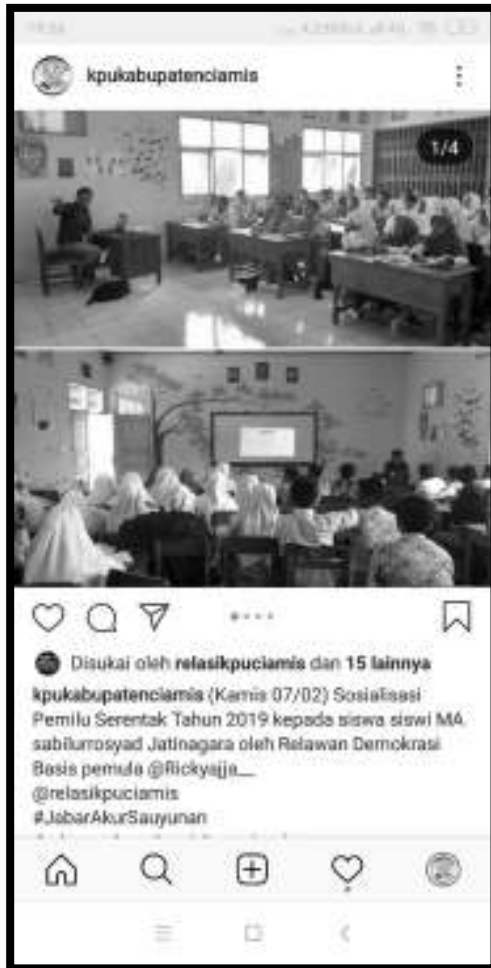 kpukabupatenciamis
1/4
Disukai oleh relasikpuciamis dan 15 lainnya
kpukabupatenciamis (Kamis 07/02) Sosialisasi
Pemilu Serentak Tahun 2019 kepada siswa siswi MA
sabilurrosyad Jatinagara oleh Relawan Demokrasi
Basis pemula @Rickyajja__
@relasikpuciamis
#JabarAkurSauyunan